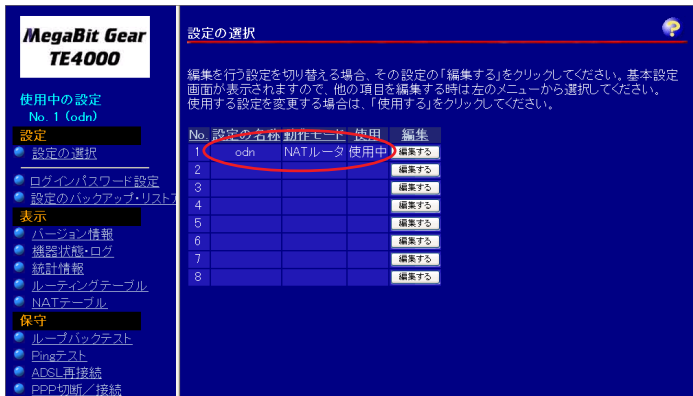 MegaBit Gear
TE4000
使用中の設定
No. 1 (odn)
設定
設定の選択
ログインパスワード設定
設定のバックアップ・リストア
表示
バージョン情報
機器状態・ログ
統計情報
ルーティングテーブル
NATテーブル
保守
ループバックテスト
Pingテスト
ADSL再接続
PPP切断／接続
設定の選択
?
編集を行う設定を切り替える場合、その設定の「編集する」をクリックしてください。基本設定
画面が表示されますので、他の項目を編集する時は左のメニューから選択してください。
使用する設定を変更する場合は、「使用する」をクリックしてください。
No. 設定の名称 動作モード 使用 編集
1 odn NATルータ 使用中 編集する
2 編集する
3 編集する
4 編集する
5 編集する
6 編集する
7 編集する
8 編集する